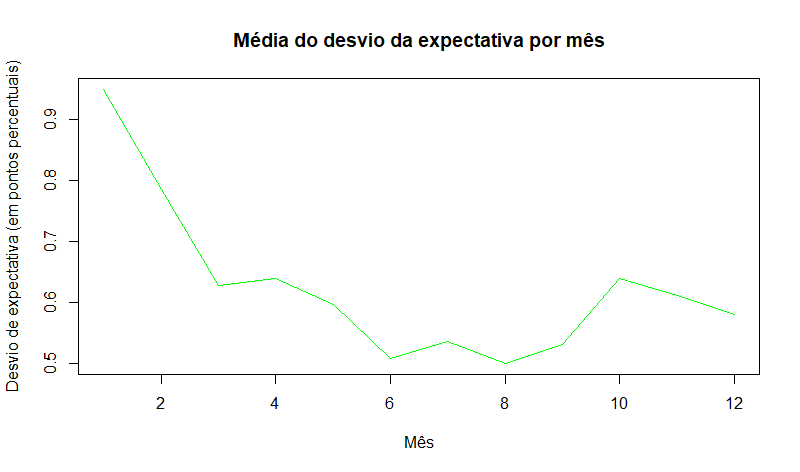 Média do desvio da expectativa por mês
Desvio de expectativa (em pontos percentuais)
0.9
0.8
0.7
0.6
0.5
2 4 6 8 10 12
Mês